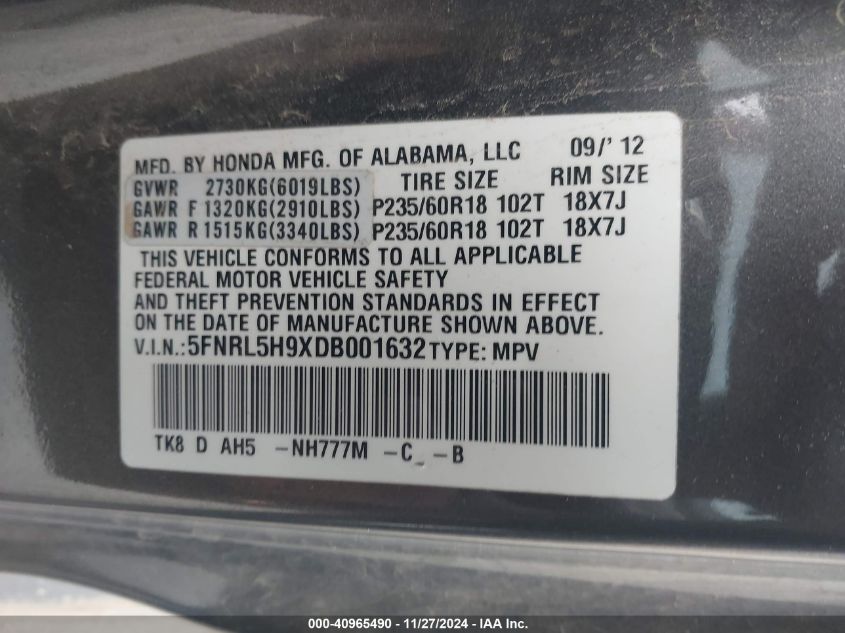 MFD. BY HONDA MFG. OF ALABAMA, LLC 09/' 12
GVWR 2730KG(6019LBS) TIRE SIZE RIM SIZE
GAWR F 1320KG(2910LBS) P235/60R18 102T 18X7J
GAWR R 1515KG(3340LBS) P235/60R18 102T 18X7J
THIS VEHICLE CONFORMS TO ALL APPLICABLE
FEDERAL MOTOR VEHICLE SAFETY
AND THEFT PREVENTION STANDARDS IN EFFECT
ON THE DATE OF MANUFACTURE SHOWN ABOVE.
V.I.N.: 5FNRL5H9XDB001632 TYPE: MPV
TK8 D AH5 -NH777M -C_ -B
000-40965490 - 11/27/2024 - IAA Inc.